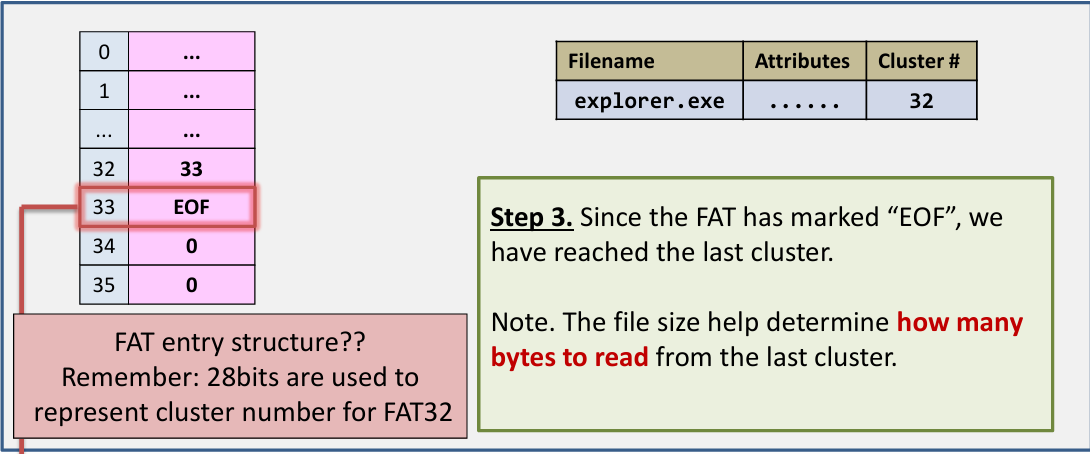 0 ...
1 ...
... ...
32 33
33 EOF
34 0
35 0
Filename Attributes Cluster #
explorer.exe ...... 32
Step 3. Since the FAT has marked “EOF”, we
have reached the last cluster.
Note. The file size help determine how many
bytes to read from the last cluster.
FAT entry structure??
Remember: 28bits are used to
represent cluster number for FAT32